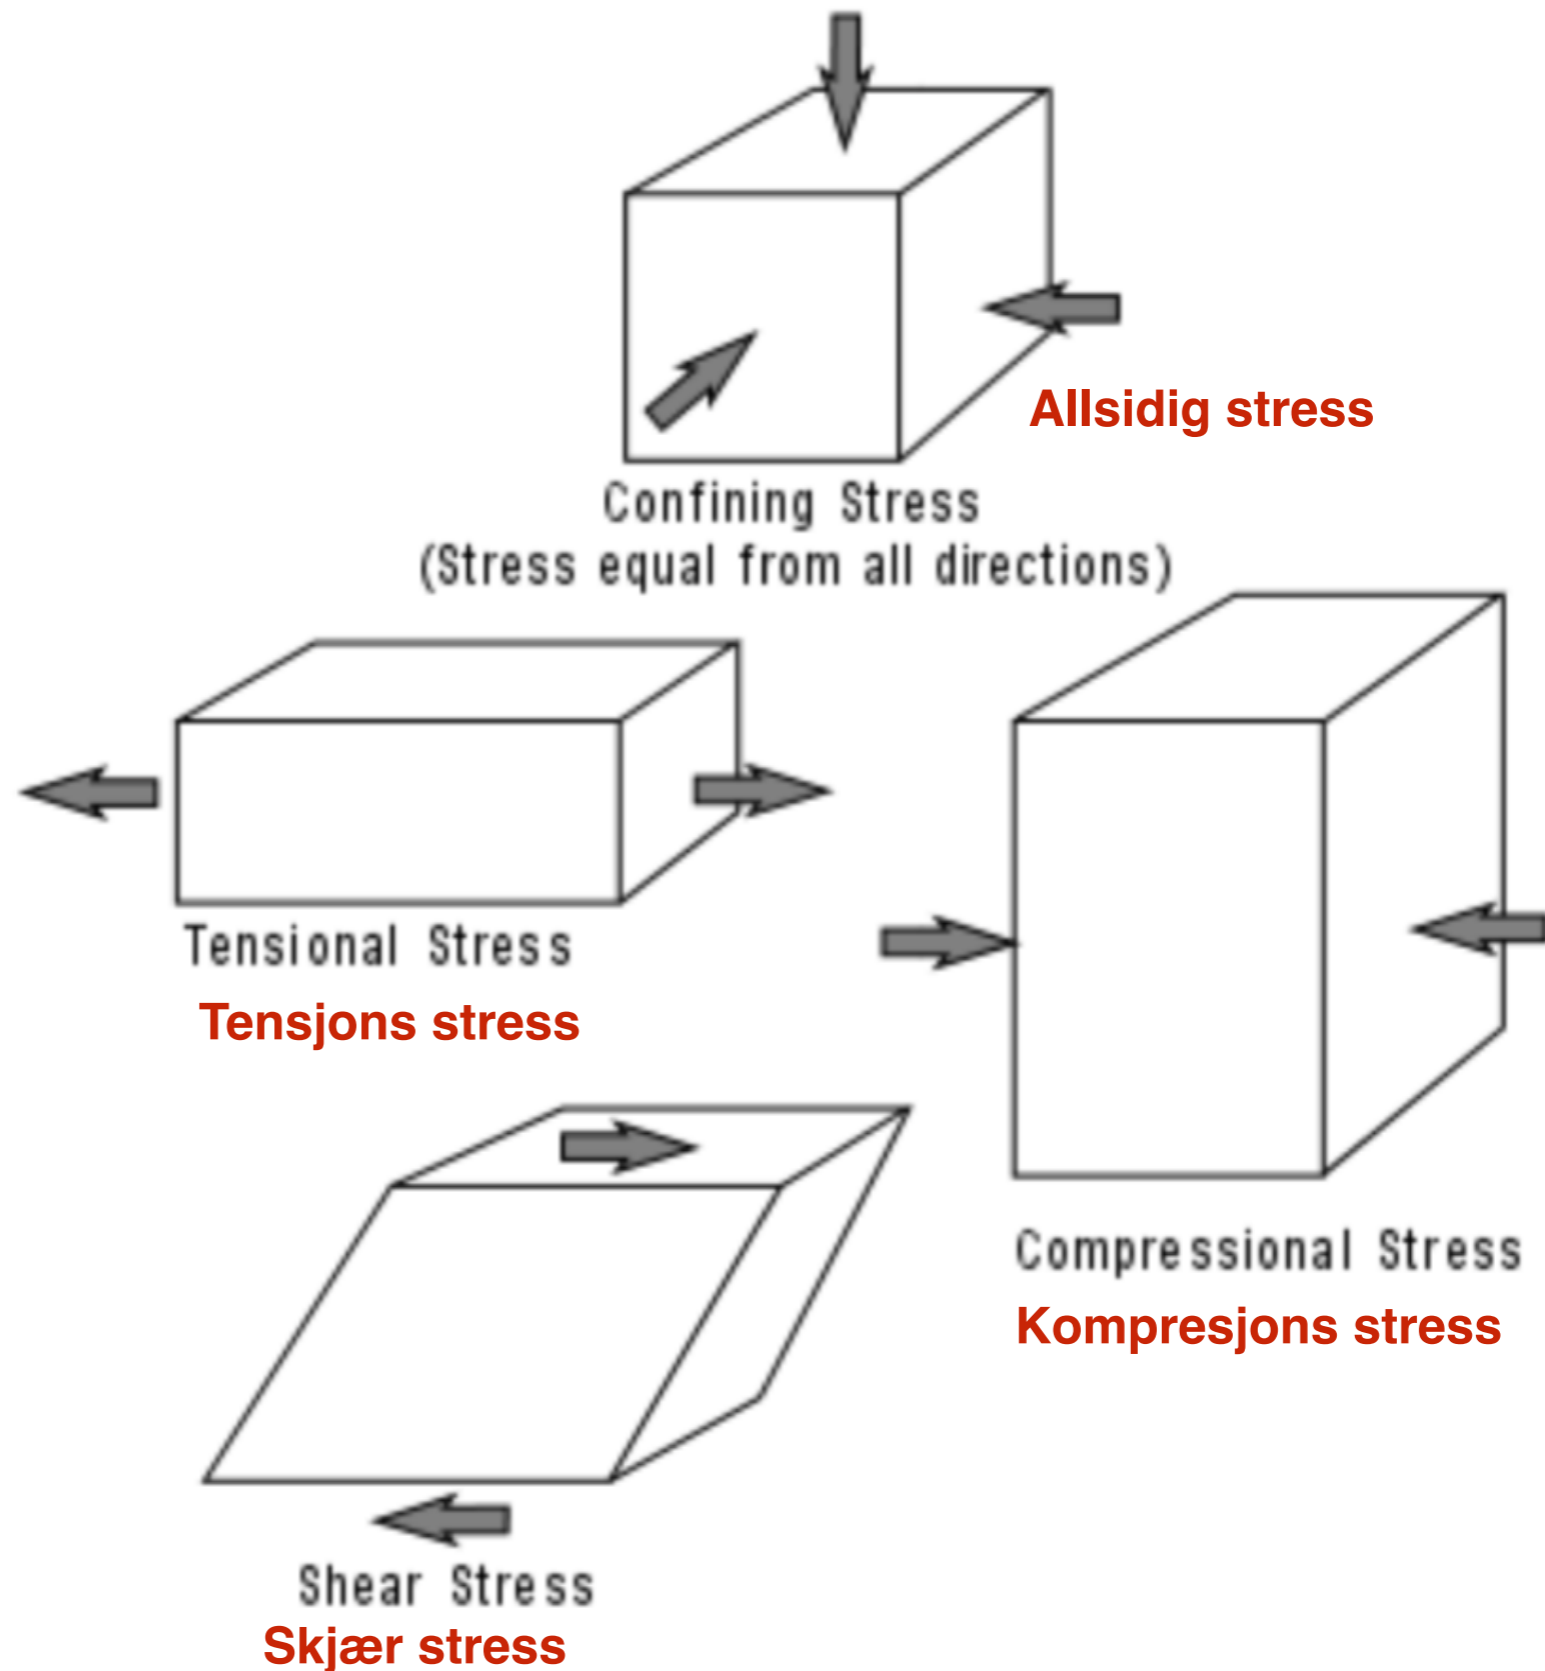 Allsidig stress
Confining Stress
(Stress equal from all directions)
Tensional Stress
Tensjons stress
Compressional Stress
Kompresjons stress
Shear Stress
Skjær stress